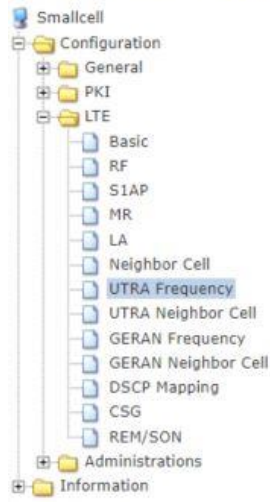 Smallcell
Configuration
General
PKI
LTE
Basic
RF
S1AP
MR
LA
Neighbor Cell
UTRA Frequency
UTRA Neighbor Cell
GERAN Frequency
GERAN Neighbor Cell
DSCP Mapping
CSG
REM/SON
Administrations
Information